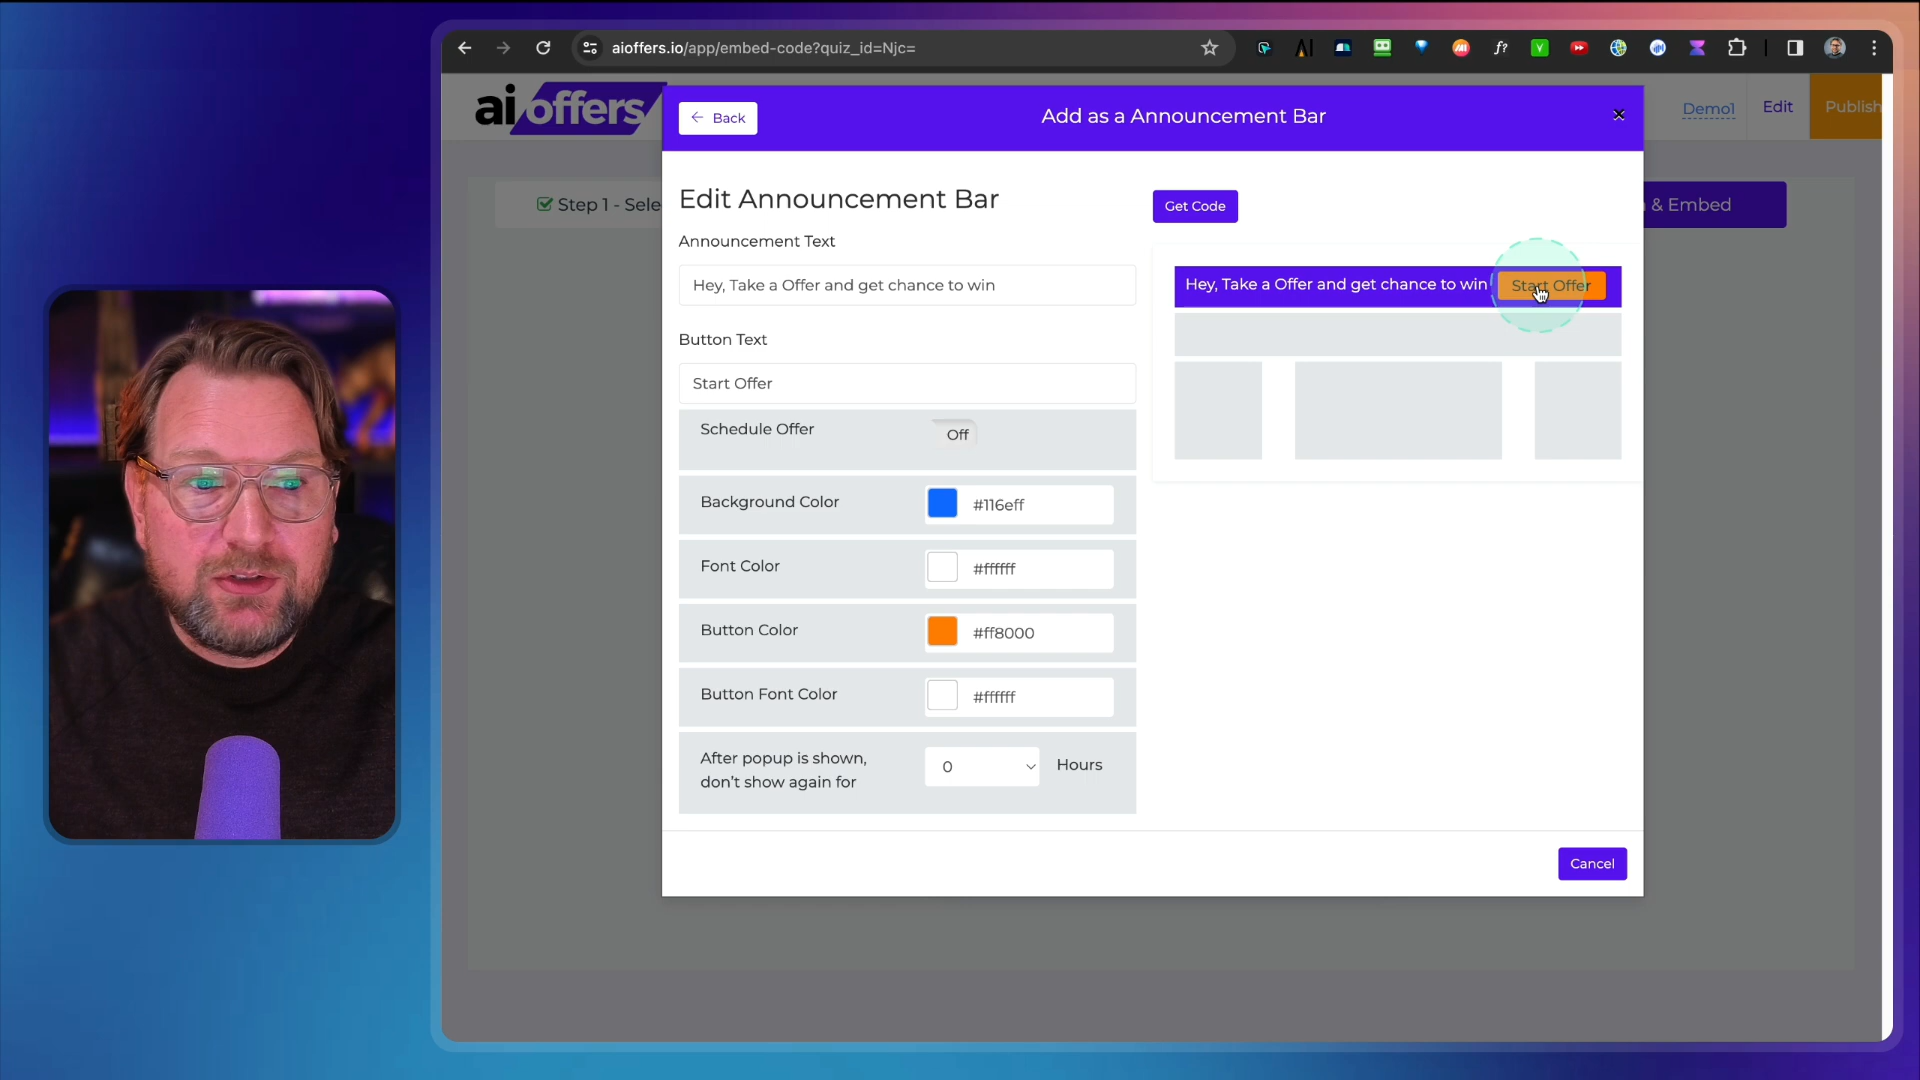 aioffers.io/app/embed-code?quiz_id=Njc=
aioffers
Back
Add as a Announcement Bar
Demo1
Edit
Publish
Step 1 - Sele
Edit Announcement Bar
Get Code
& Embed
Announcement Text
Hey, Take a Offer and get chance to win
Hey, Take a Offer and get chance to win
Start Offer
Button Text
Start Offer
Schedule Offer
Off
Background Color
#116eff
Font Color
#ffffff
Button Color
#ff8000
Button Font Color
#ffffff
After popup is shown,
don't show again for
0
Hours
Cancel